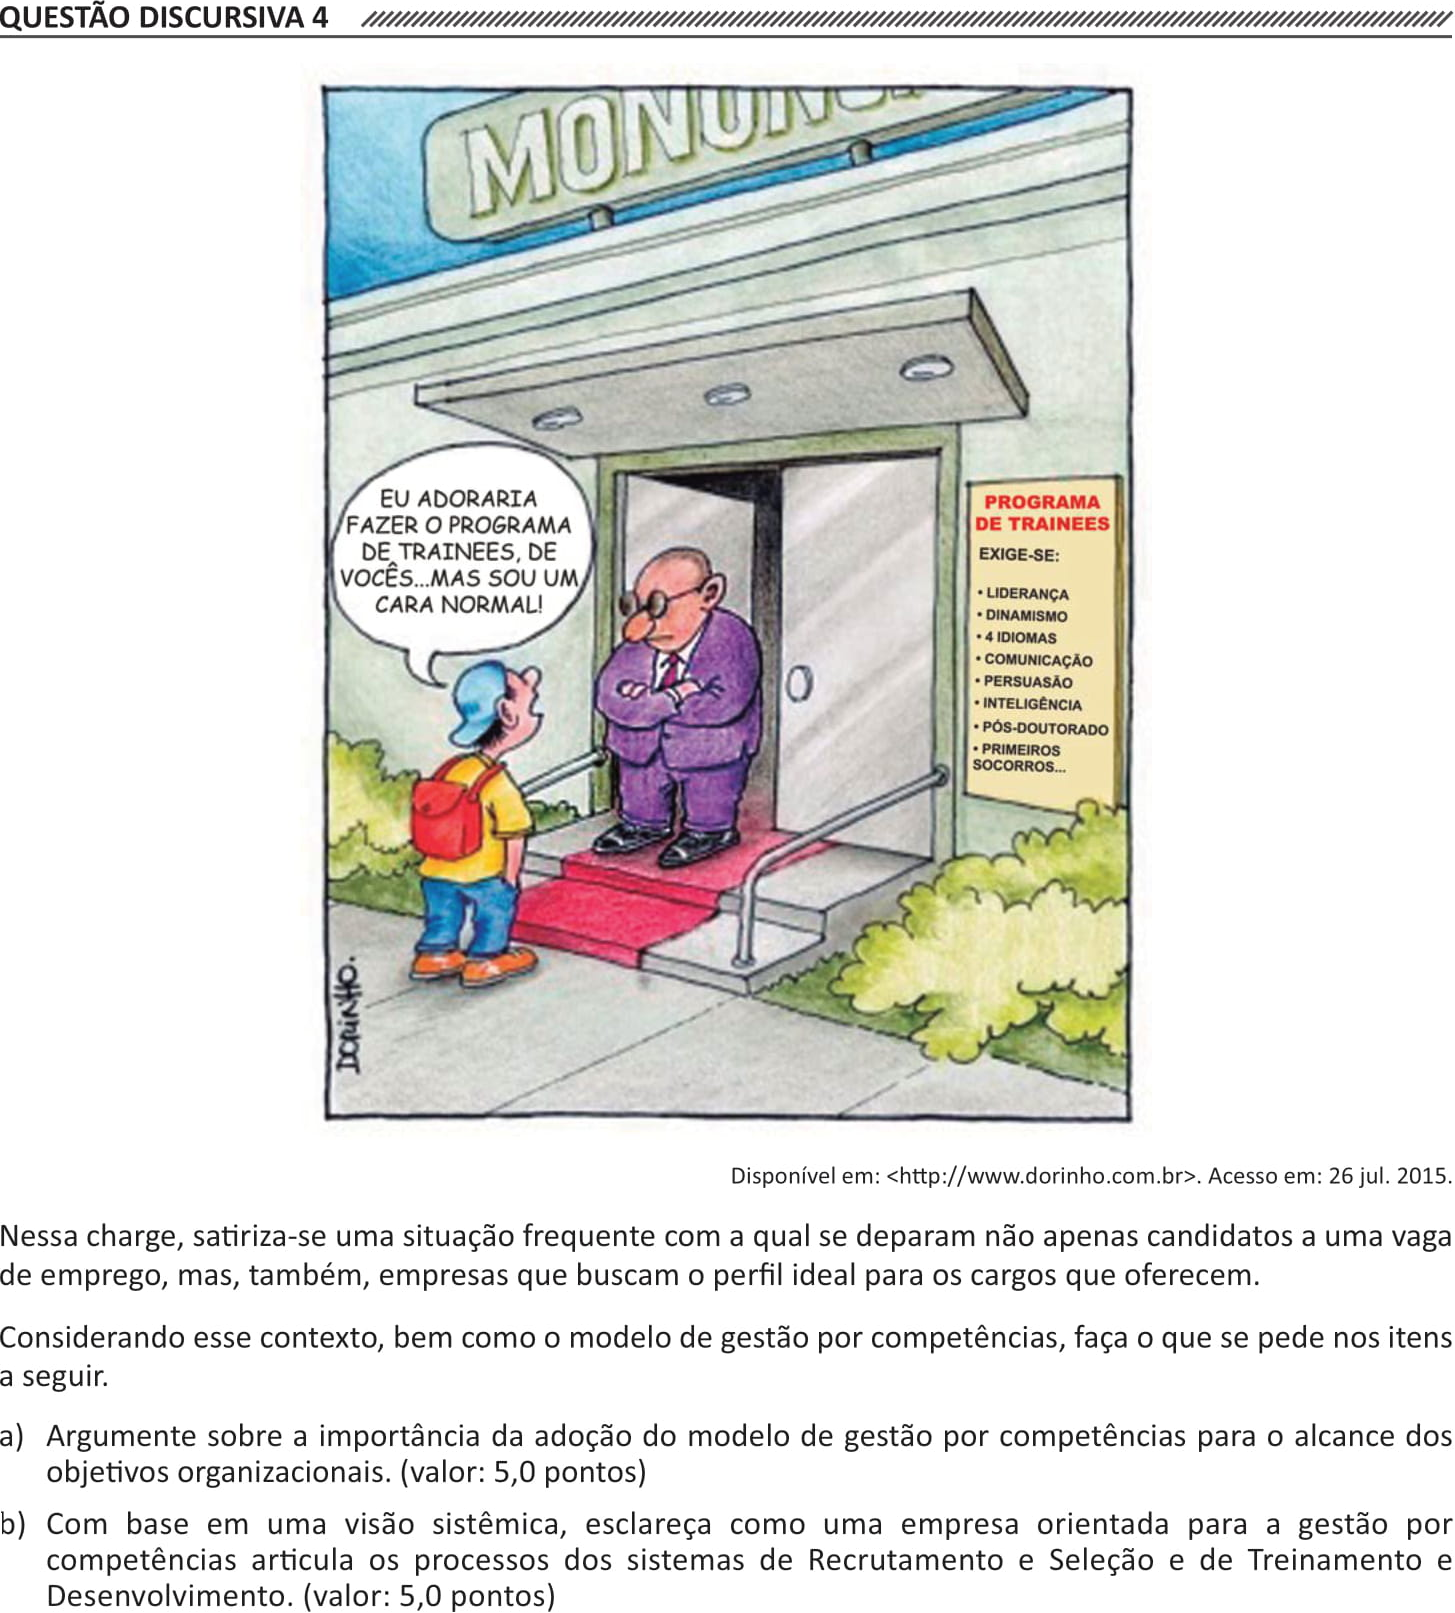 QUESTÃO DISCURSIVA 4
EU ADORARIA
FAZER O PROGRAMA
DE TRAINEES, DE
VOCÊS...MAS SOU UM
CARA NORMAL!
PROGRAMA
DE TRAINEES
EXIGE-SE:
• LIDERANÇA
• DINAMISMO
• 4 IDIOMAS
• COMUNICAÇÃO
• PERSUASÃO
• INTELIGÊNCIA
• PÓS-DOUTORADO
• PRIMEIROS
SOCORROS...
DORINHO.
Disponível em: <http://www.dorinho.com.br>. Acesso em: 26 jul. 2015.
Nessa charge, satiriza-se uma situação frequente com a qual se deparam não apenas candidatos a uma vaga
de emprego, mas, também, empresas que buscam o perfil ideal para os cargos que oferecem.
Considerando esse contexto, bem como o modelo de gestão por competências, faça o que se pede nos itens
a seguir.
a) Argumente sobre a importância da adoção do modelo de gestão por competências para o alcance dos
objetivos organizacionais. (valor: 5,0 pontos)
b) Com base em uma visão sistêmica, esclareça como uma empresa orientada para a gestão por
competências articula os processos dos sistemas de Recrutamento e Seleção e de Treinamento e
Desenvolvimento. (valor: 5,0 pontos)